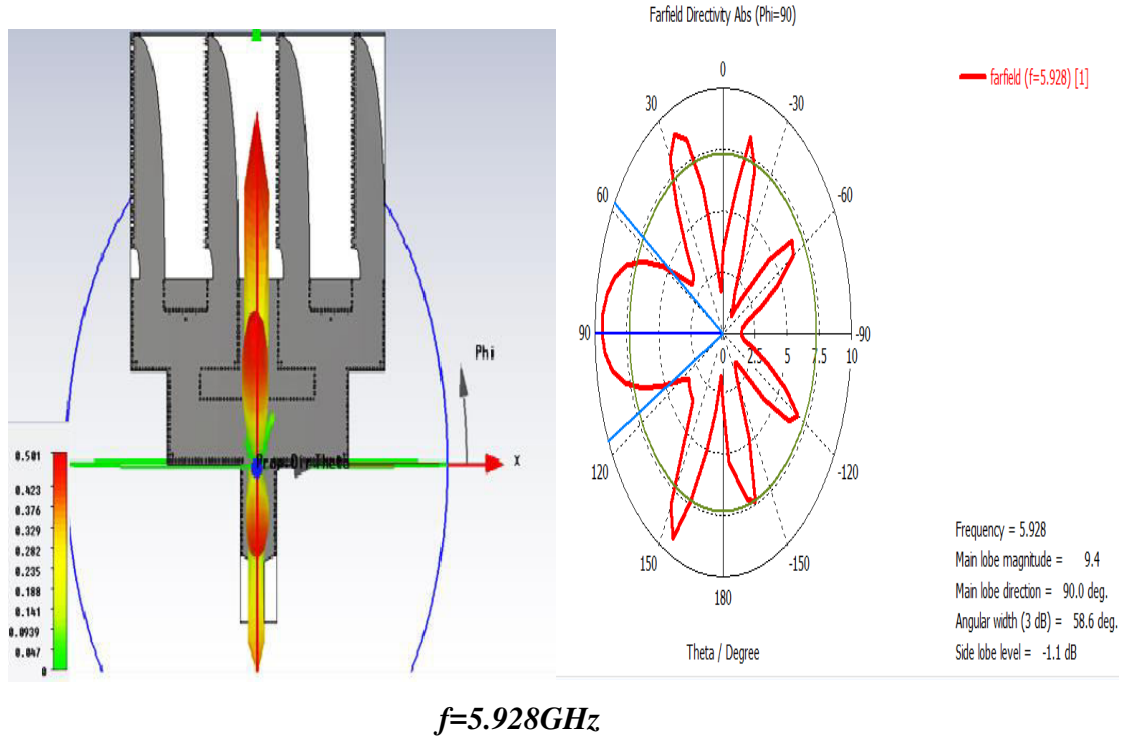 Phi
x
Prop.Dir.Theta
0.501
0.423
0.376
0.329
0.282
0.235
0.188
0.141
0.0939
0.047
0
Farfield Directivity Abs (Phi=90)
farfield (f=5.928) [1]
0
30
-30
60
-60
90
0 2.5 5 7.5 10
-90
120
-120
150
-150
180
Theta / Degree
Frequency = 5.928
Main lobe magnitude = 9.4
Main lobe direction = 90.0 deg.
Angular width (3 dB) = 58.6 deg.
Side lobe level = -1.1 dB
f=5.928GHz